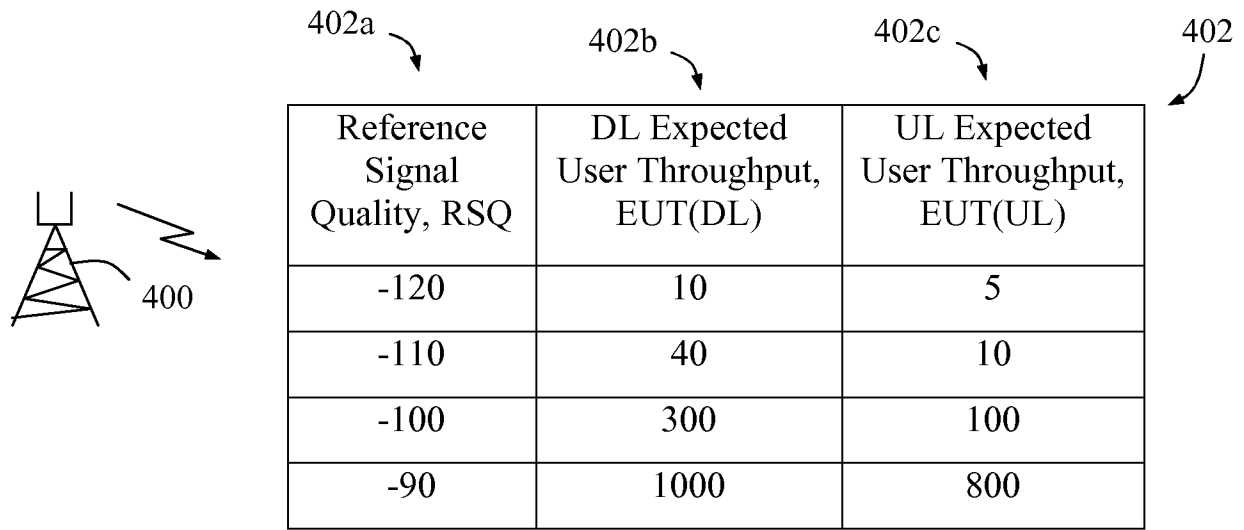 402a
402b
402c
402
Reference
Signal
Quality, RSQ
DL Expected
User Throughput,
EUT(DL)
UL Expected
User Throughput,
EUT(UL)
-120 10 5
-110 40 10
-100 300 100
-90 1000 800
400